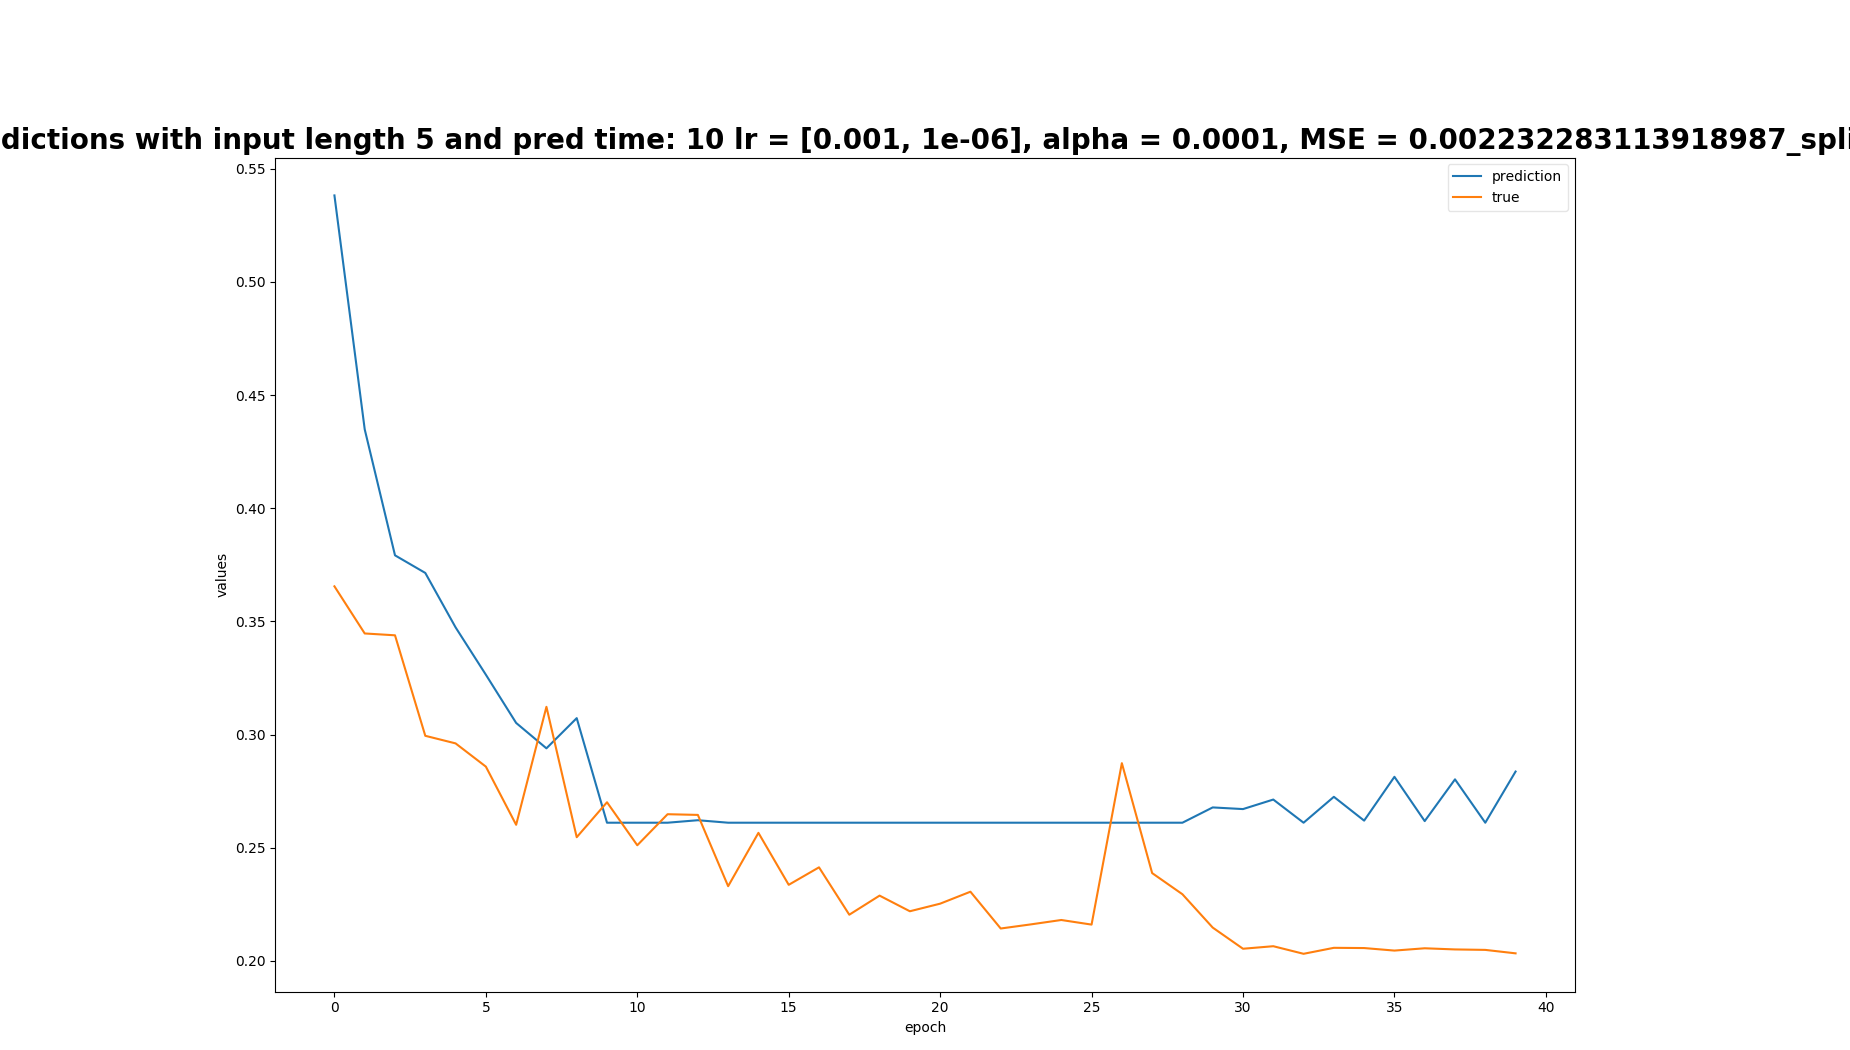 dictions with input length 5 and pred time: 10 lr = [0.001, 1e-06], alpha = 0.0001, MSE = 0.002232283113918987_spli
prediction
true
0.55
0.50
0.45
0.40
0.35
0.30
0.25
0.20
values
0 5 10 15 20 25 30 35 40
epoch